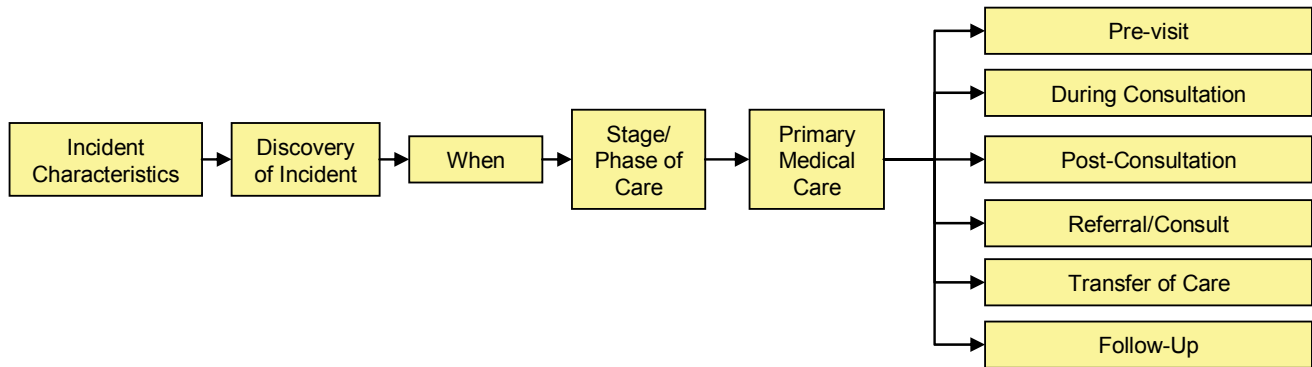 Incident
Characteristics
Discovery
of Incident
When
Stage/
Phase of
Care
Primary
Medical
Care
Pre-visit
During Consultation
Post-Consultation
Referral/Consult
Transfer of Care
Follow-Up